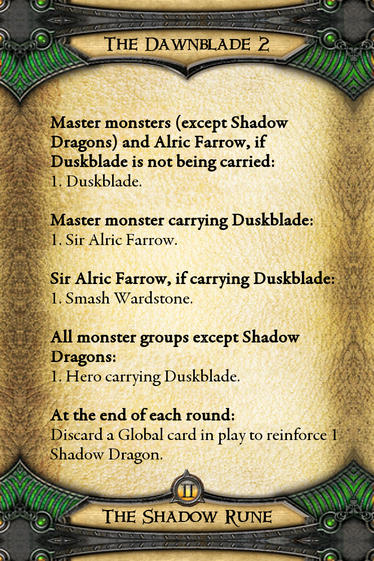 The Dawnblade 2
Master monsters (except Shadow
Dragons) and Alric Farrow, if
Duskblade is not being carried:
1. Duskblade.
Master monster carrying Duskblade:
1. Sir Alric Farrow.
Sir Alric Farrow, if carrying Duskblade:
1. Smash Wardstone.
All monster groups except Shadow
Dragons:
1. Hero carrying Duskblade.
At the end of each round:
Discard a Global card in play to reinforce 1
Shadow Dragon.
II
The Shadow Rune